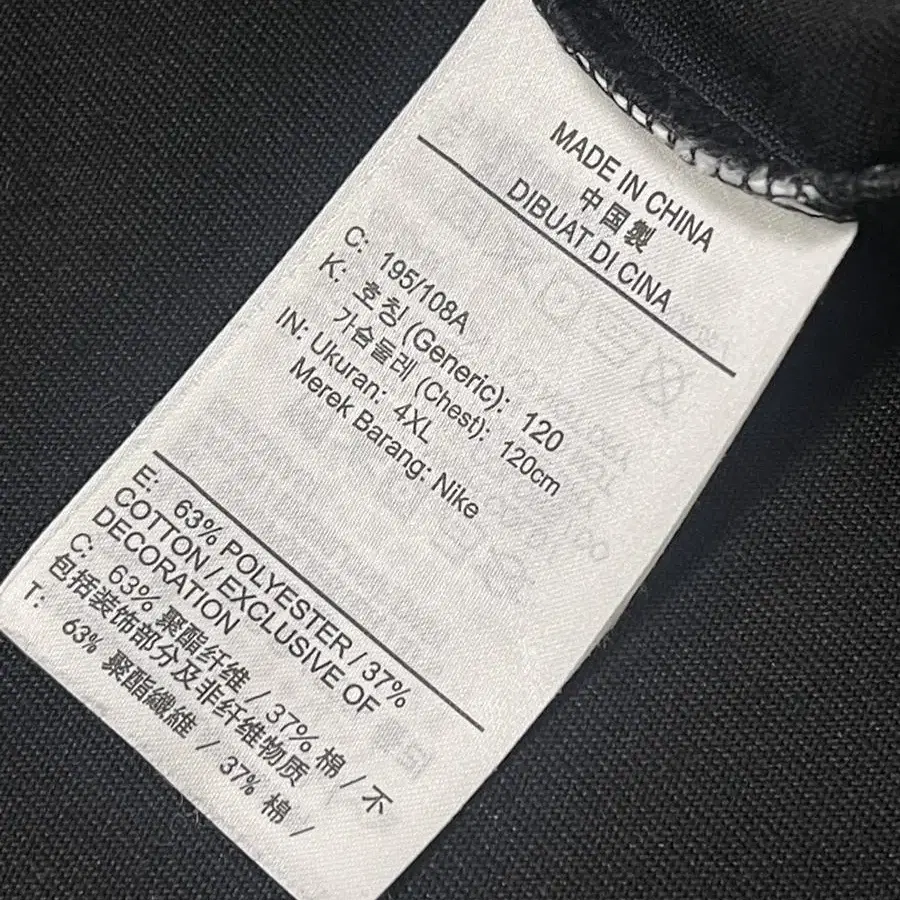 MADE IN CHINA
中国製
DIBUAT DI CINA
C: 195/108A
K: 호칭 (Generic): 120
가슴둘레 (Chest): 120cm
IN: Ukuran: 4XL
Merek Barang: Nike
E: 63% POLYESTER / 37%
COTTON / EXCLUSIVE OF
DECORATION
C: 63% 聚酯纤维 / 37% 棉 / 不
包括装饰部分及非纤维物质
T: 63% 聚酯纖維 / 37% 棉 /